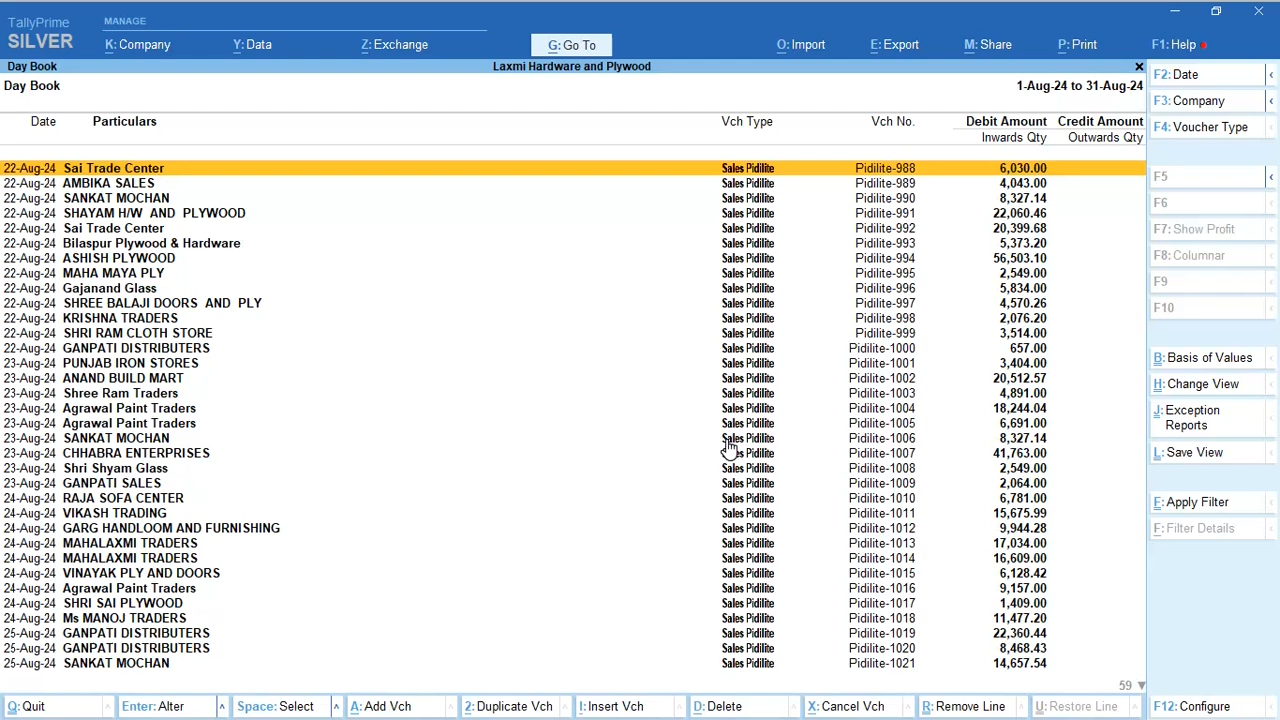 TallyPrime
SILVER
MANAGE
K: Company Y: Data Z: Exchange G: Go To O: Import E: Export M: Share P: Print F1: Help
Day Book Laxmi Hardware and Plywood
Day Book 1-Aug-24 to 31-Aug-24
Date Particulars Vch Type Vch No. Debit Amount Credit Amount
Inwards Qty Outwards Qty
22-Aug-24 Sai Trade Center Sales Pidilite Pidilite-988 6,030.00
22-Aug-24 AMBIKA SALES Sales Pidilite Pidilite-989 4,043.00
22-Aug-24 SANKAT MOCHAN Sales Pidilite Pidilite-990 8,327.14
22-Aug-24 SHAYAM H/W AND PLYWOOD Sales Pidilite Pidilite-991 22,060.46
22-Aug-24 Sai Trade Center Sales Pidilite Pidilite-992 20,399.68
22-Aug-24 Bilaspur Plywood & Hardware Sales Pidilite Pidilite-993 5,373.20
22-Aug-24 ASHISH PLYWOOD Sales Pidilite Pidilite-994 56,503.10
22-Aug-24 MAHA MAYA PLY Sales Pidilite Pidilite-995 2,549.00
22-Aug-24 Gajanand Glass Sales Pidilite Pidilite-996 5,834.00
22-Aug-24 SHREE BALAJI DOORS AND PLY Sales Pidilite Pidilite-997 4,570.26
22-Aug-24 KRISHNA TRADERS Sales Pidilite Pidilite-998 2,076.20
22-Aug-24 SHRI RAM CLOTH STORE Sales Pidilite Pidilite-999 3,514.00
22-Aug-24 GANPATI DISTRIBUTERS Sales Pidilite Pidilite-1000 657.00
23-Aug-24 PUNJAB IRON STORES Sales Pidilite Pidilite-1001 3,404.00
23-Aug-24 ANAND BUILD MART Sales Pidilite Pidilite-1002 20,512.57
23-Aug-24 Shree Ram Traders Sales Pidilite Pidilite-1003 4,891.00
23-Aug-24 Agrawal Paint Traders Sales Pidilite Pidilite-1004 18,244.04
23-Aug-24 Agrawal Paint Traders Sales Pidilite Pidilite-1005 6,691.00
23-Aug-24 SANKAT MOCHAN Sales Pidilite Pidilite-1006 8,327.14
23-Aug-24 CHHABRA ENTERPRISES Sales Pidilite Pidilite-1007 41,763.00
23-Aug-24 Shri Shyam Glass Sales Pidilite Pidilite-1008 2,549.00
23-Aug-24 GANPATI SALES Sales Pidilite Pidilite-1009 2,064.00
24-Aug-24 RAJA SOFA CENTER Sales Pidilite Pidilite-1010 6,781.00
24-Aug-24 VIKASH TRADING Sales Pidilite Pidilite-1011 15,675.99
24-Aug-24 GARG HANDLOOM AND FURNISHING Sales Pidilite Pidilite-1012 9,944.28
24-Aug-24 MAHALAXMI TRADERS Sales Pidilite Pidilite-1013 17,034.00
24-Aug-24 MAHALAXMI TRADERS Sales Pidilite Pidilite-1014 16,609.00
24-Aug-24 VINAYAK PLY AND DOORS Sales Pidilite Pidilite-1015 6,128.42
24-Aug-24 Agrawal Paint Traders Sales Pidilite Pidilite-1016 9,157.00
24-Aug-24 SHRI SAI PLYWOOD Sales Pidilite Pidilite-1017 1,409.00
24-Aug-24 Ms MANOJ TRADERS Sales Pidilite Pidilite-1018 11,477.20
25-Aug-24 GANPATI DISTRIBUTERS Sales Pidilite Pidilite-1019 22,360.44
25-Aug-24 GANPATI DISTRIBUTERS Sales Pidilite Pidilite-1020 8,468.43
25-Aug-24 SANKAT MOCHAN Sales Pidilite Pidilite-1021 14,657.54
59
F2: Date
F3: Company
F4: Voucher Type
F5
F6
F7: Show Profit
F8: Columnar
F9
F10
B: Basis of Values
H: Change View
J: Exception
Reports
L: Save View
F: Apply Filter
F: Filter Details
Q: Quit Enter: Alter Space: Select A: Add Vch 2: Duplicate Vch I: Insert Vch D: Delete X: Cancel Vch R: Remove Line U: Restore Line F12: Configure